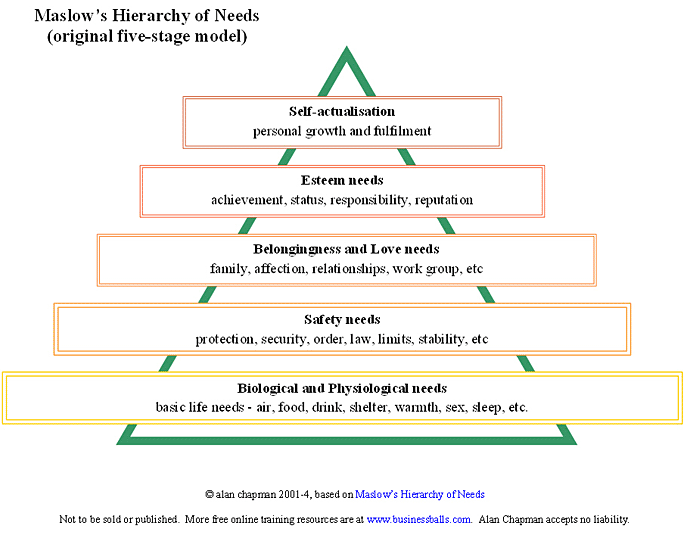 Maslow's Hierarchy of Needs
(original five-stage model)
Self-actualisation
personal growth and fulfilment
Esteem needs
achievement, status, responsibility, reputation
Belongingness and Love needs
family, affection, relationships, work group, etc
Safety needs
protection, security, order, law, limits, stability, etc
Biological and Physiological needs
basic life needs - air, food, drink, shelter, warmth, sex, sleep, etc.
© alan chapman 2001-4, based on Maslow's Hierarchy of Needs
Not to be sold or published. More free online training resources are at www.businessballs.com. Alan Chapman accepts no liability.